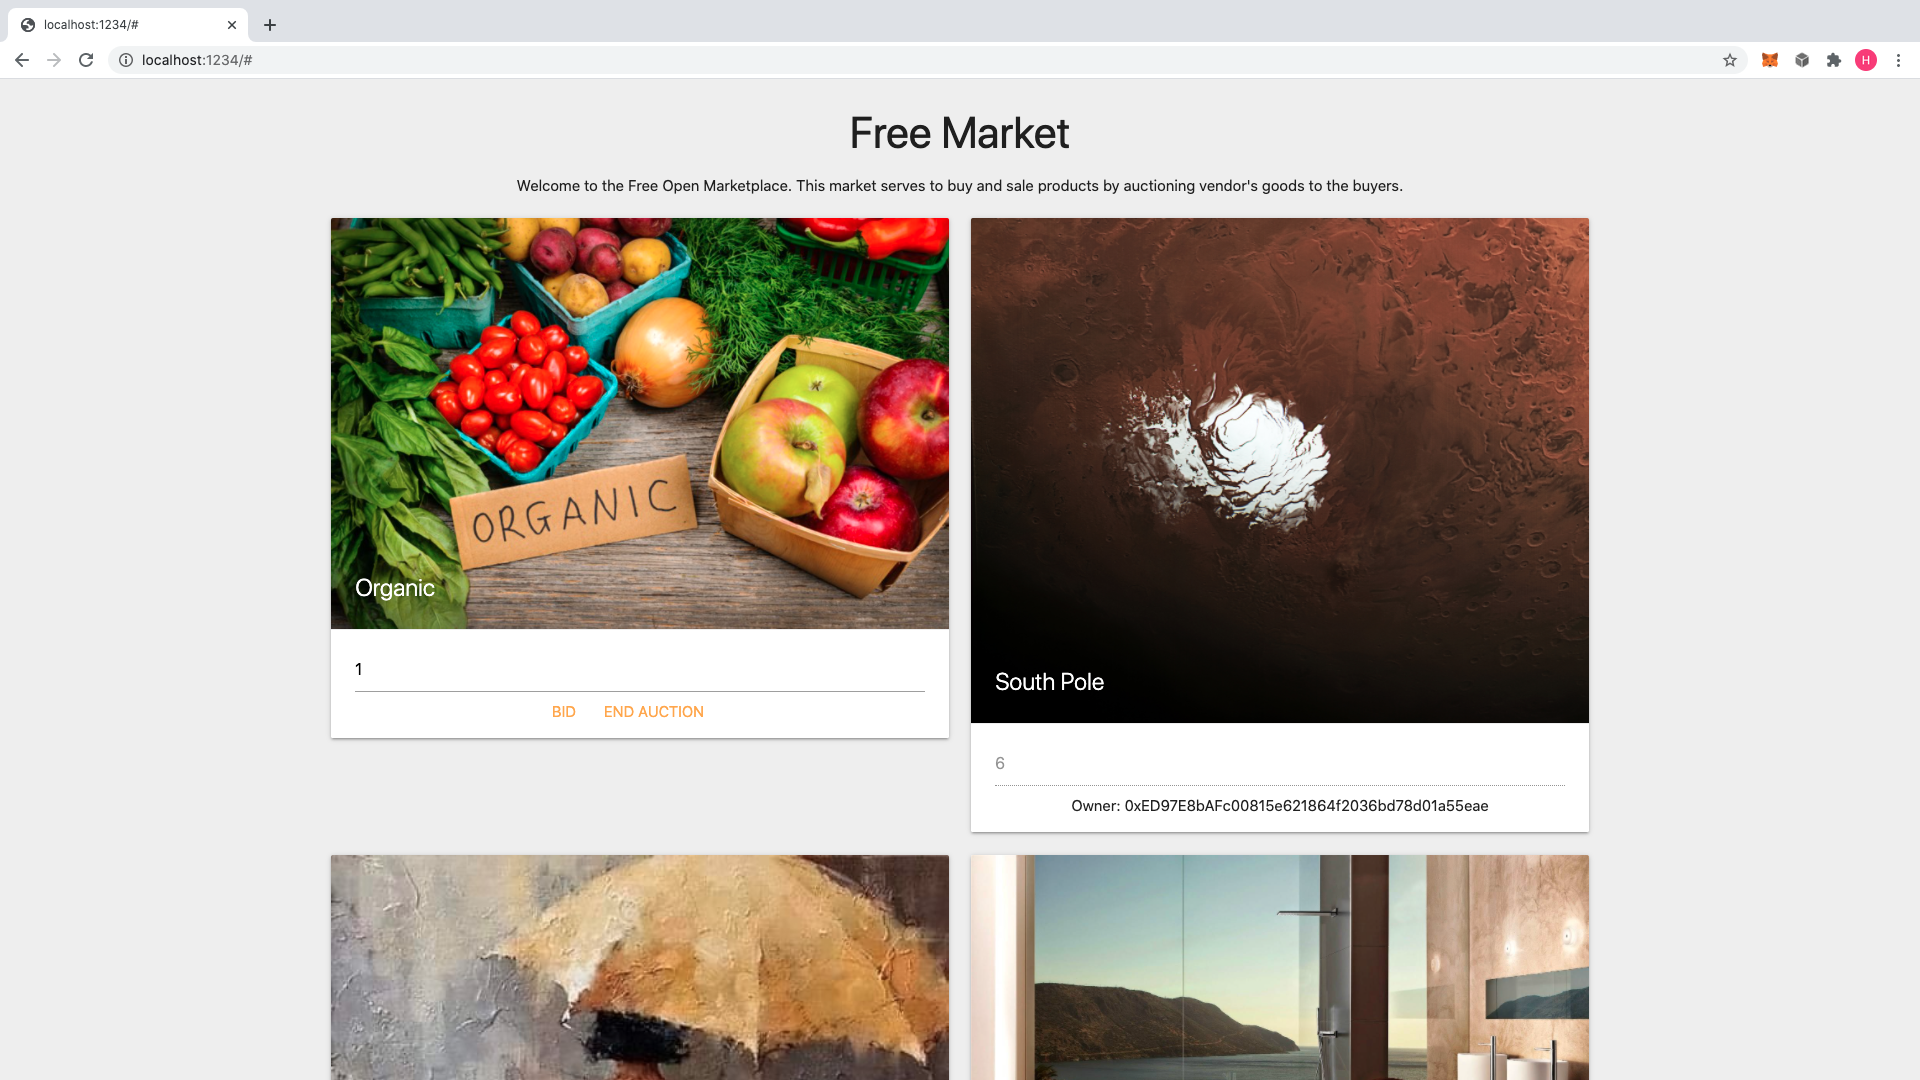 localhost:1234/#
localhost:1234/#
H
Free Market
Welcome to the Free Open Marketplace. This market serves to buy and sale products by auctioning vendor's goods to the buyers.
ORGANIC
Organic
1
BID END AUCTION
South Pole
6
Owner: 0xED97E8bAFc00815e621864f2036bd78d01a55eae